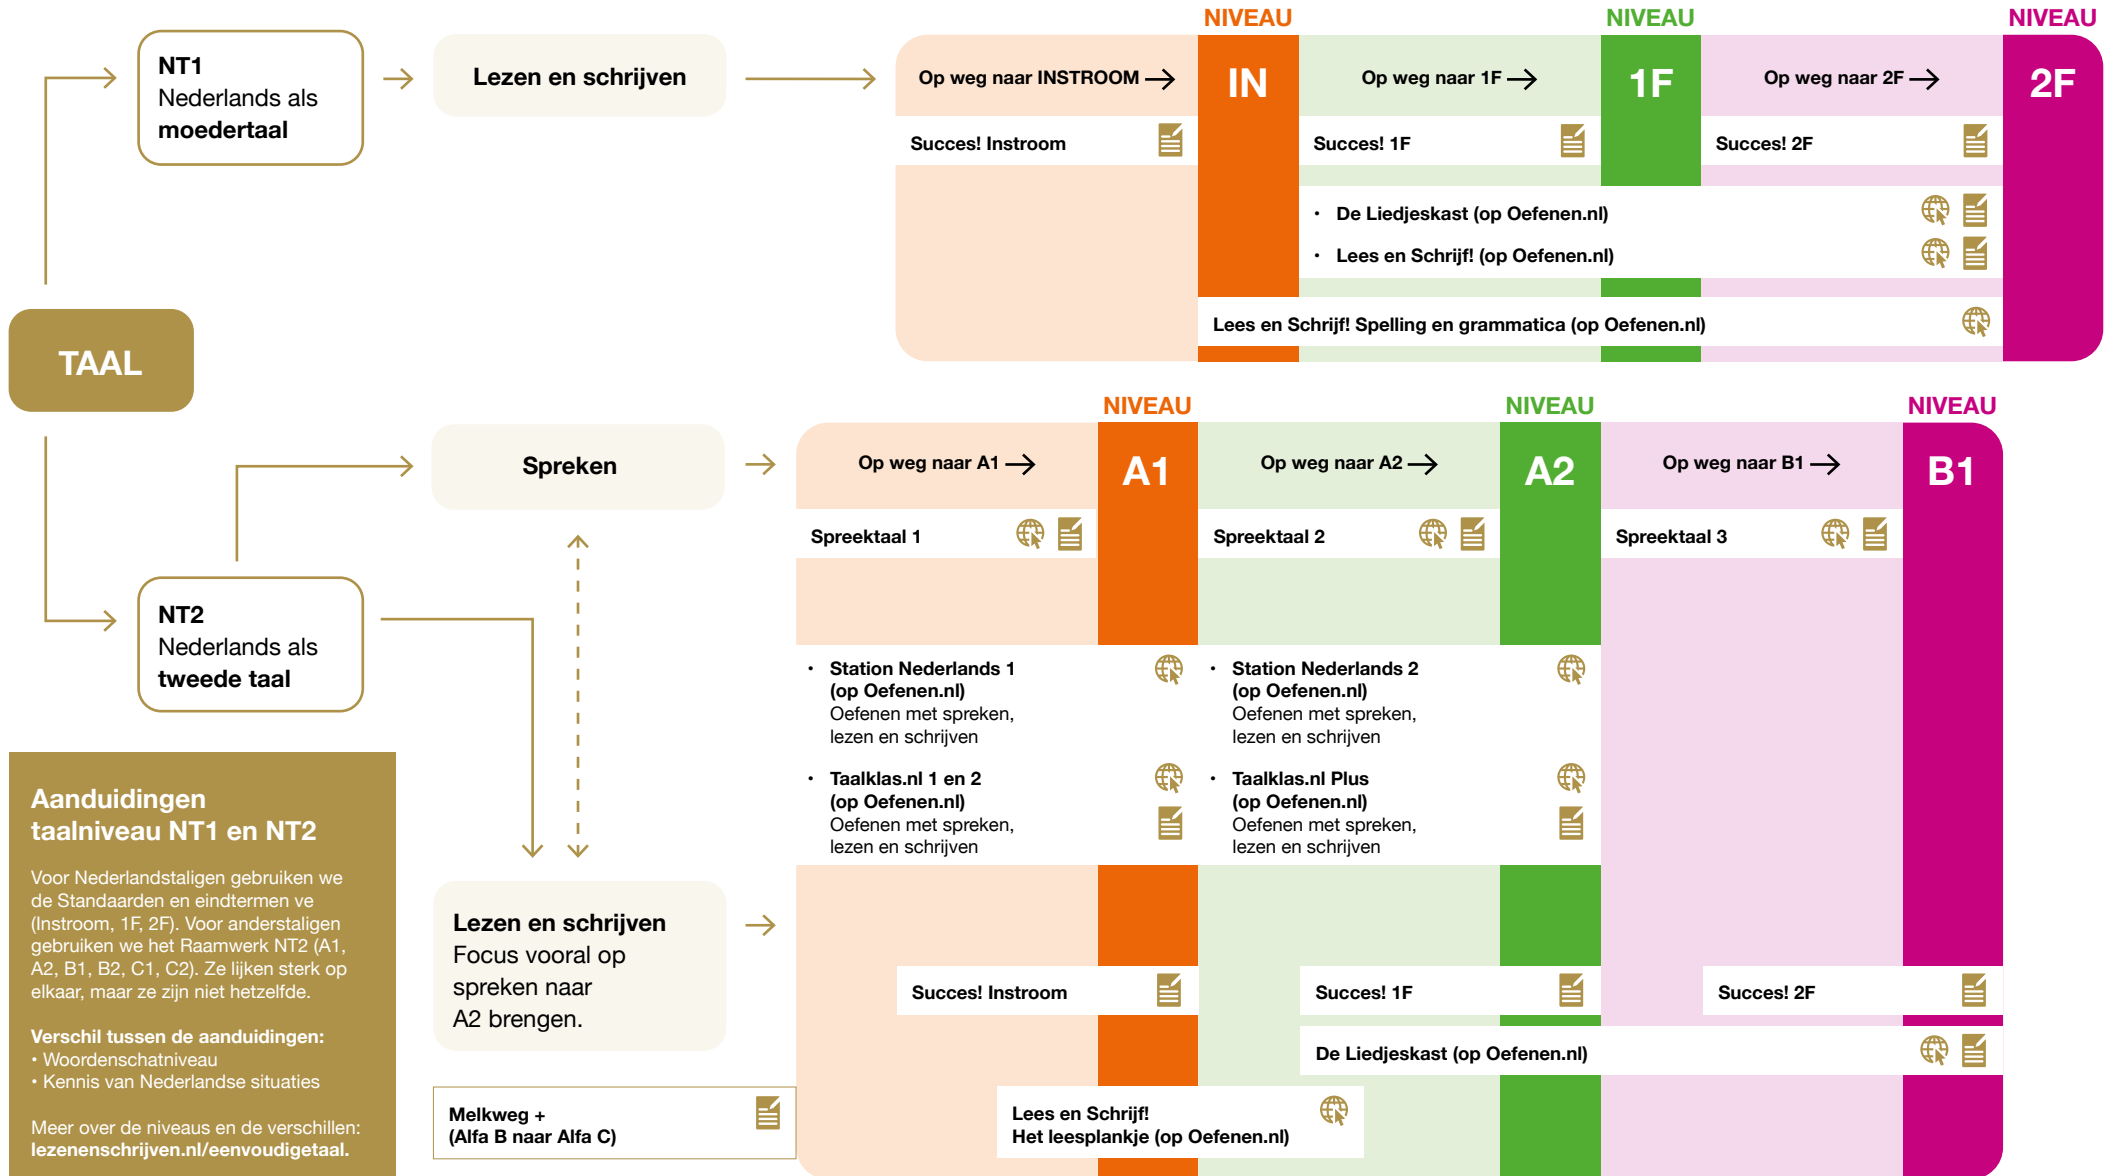 NIVEAU
NIVEAU
NIVEAU
NT1
Nederlands als
moedertaal
Lezen en schrijven
Op weg naar INSTROOM
IN
Op weg naar 1F
1F
Op weg naar 2F
2F
Succes! Instroom
Succes! 1F
Succes! 2F
• De Liedjeskast (op Oefenen.nl)
• Lees en Schrijf! (op Oefenen.nl)
Lees en Schrijf! Spelling en grammatica (op Oefenen.nl)
TAAL
NIVEAU
NIVEAU
NIVEAU
Spreken
Op weg naar A1
A1
Op weg naar A2
A2
Op weg naar B1
B1
Spreektaal 1
Spreektaal 2
Spreektaal 3
NT2
Nederlands als
tweede taal
• Station Nederlands 1
(op Oefenen.nl)
Oefenen met spreken,
lezen en schrijven
• Station Nederlands 2
(op Oefenen.nl)
Oefenen met spreken,
lezen en schrijven
• Taalklas.nl 1 en 2
(op Oefenen.nl)
Oefenen met spreken,
lezen en schrijven
• Taalklas.nl Plus
(op Oefenen.nl)
Oefenen met spreken,
lezen en schrijven
Lezen en schrijven
Focus vooral op
spreken naar
A2 brengen.
Succes! Instroom
Succes! 1F
Succes! 2F
De Liedjeskast (op Oefenen.nl)
Melkweg +
(Alfa B naar Alfa C)
Lees en Schrijf!
Het leesplankje (op Oefenen.nl)
Aanduidingen
taalniveau NT1 en NT2
Voor Nederlandstaligen gebruiken we
de Standaarden en eindtermen ve
(Instroom, 1F, 2F). Voor anderstaligen
gebruiken we het Raamwerk NT2 (A1,
A2, B1, B2, C1, C2). Ze lijken sterk op
elkaar, maar ze zijn niet hetzelfde.
Verschil tussen de aanduidingen:
• Woordenschatniveau
• Kennis van Nederlandse situaties
Meer over de niveaus en de verschillen:
lezenenschrijven.nl/eenvoudigetaal.